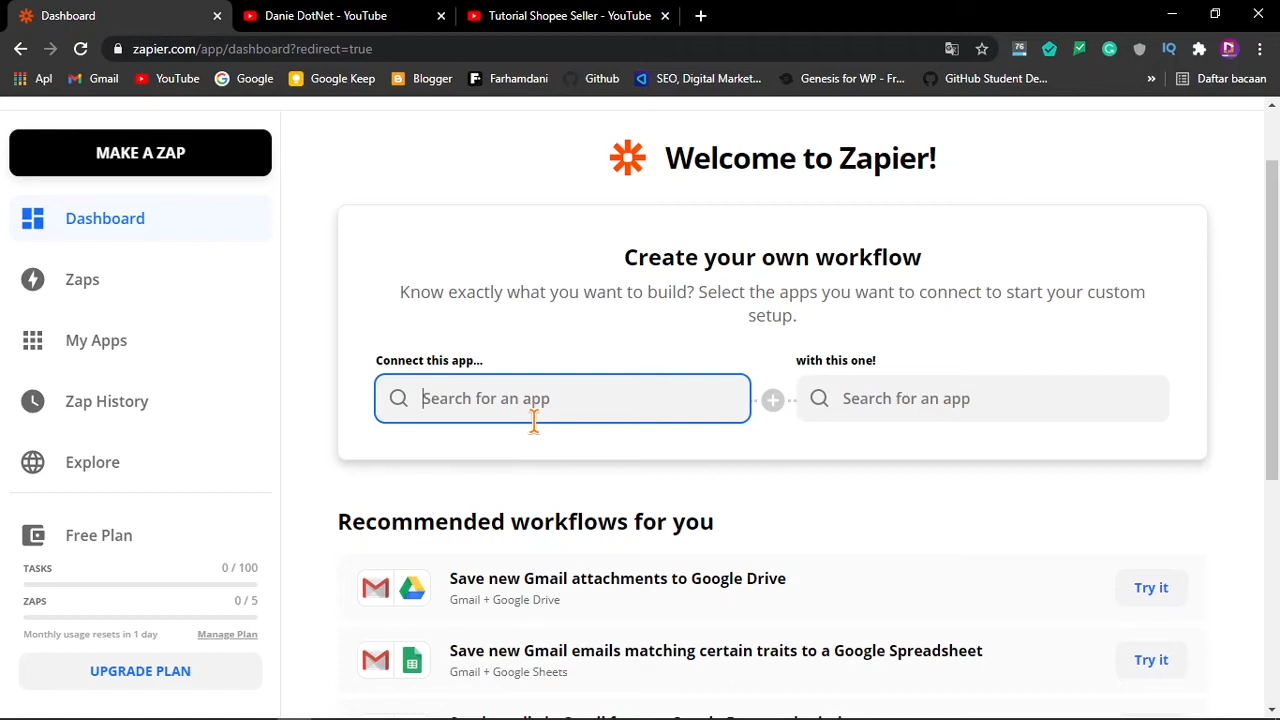 Dashboard
Danie DotNet - YouTube
Tutorial Shopee Seller - YouTube
zapier.com/app/dashboard?redirect=true
76
IQ
D
Apl
Gmail
YouTube
Google
Google Keep
Blogger
Farhamdani
Github
SEO, Digital Market...
Genesis for WP - Fr...
GitHub Student De...
»
Daftar bacaan
MAKE A ZAP
Dashboard
Zaps
My Apps
Zap History
Explore
Free Plan
TASKS 0 / 100
ZAPS 0 / 5
Monthly usage resets in 1 day Manage Plan
UPGRADE PLAN
Welcome to Zapier!
Create your own workflow
Know exactly what you want to build? Select the apps you want to connect to start your custom
setup.
Connect this app...
with this one!
Search for an app
Search for an app
Recommended workflows for you
Save new Gmail attachments to Google Drive
Gmail + Google Drive
Try it
Save new Gmail emails matching certain traits to a Google Spreadsheet
Gmail + Google Sheets
Try it